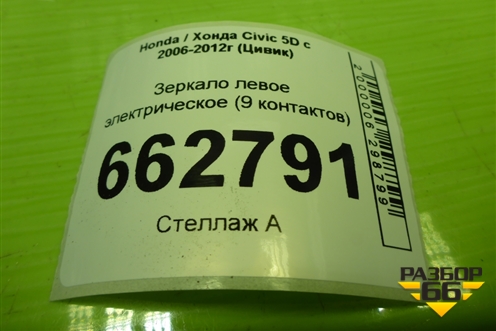 Honda / Хонда Civic 5D с
2006-2012г (Цивик)
Зеркало левое
электрическое (9 контактов)
662791
Стеллаж А
2000006298799
РАЗБОР
66